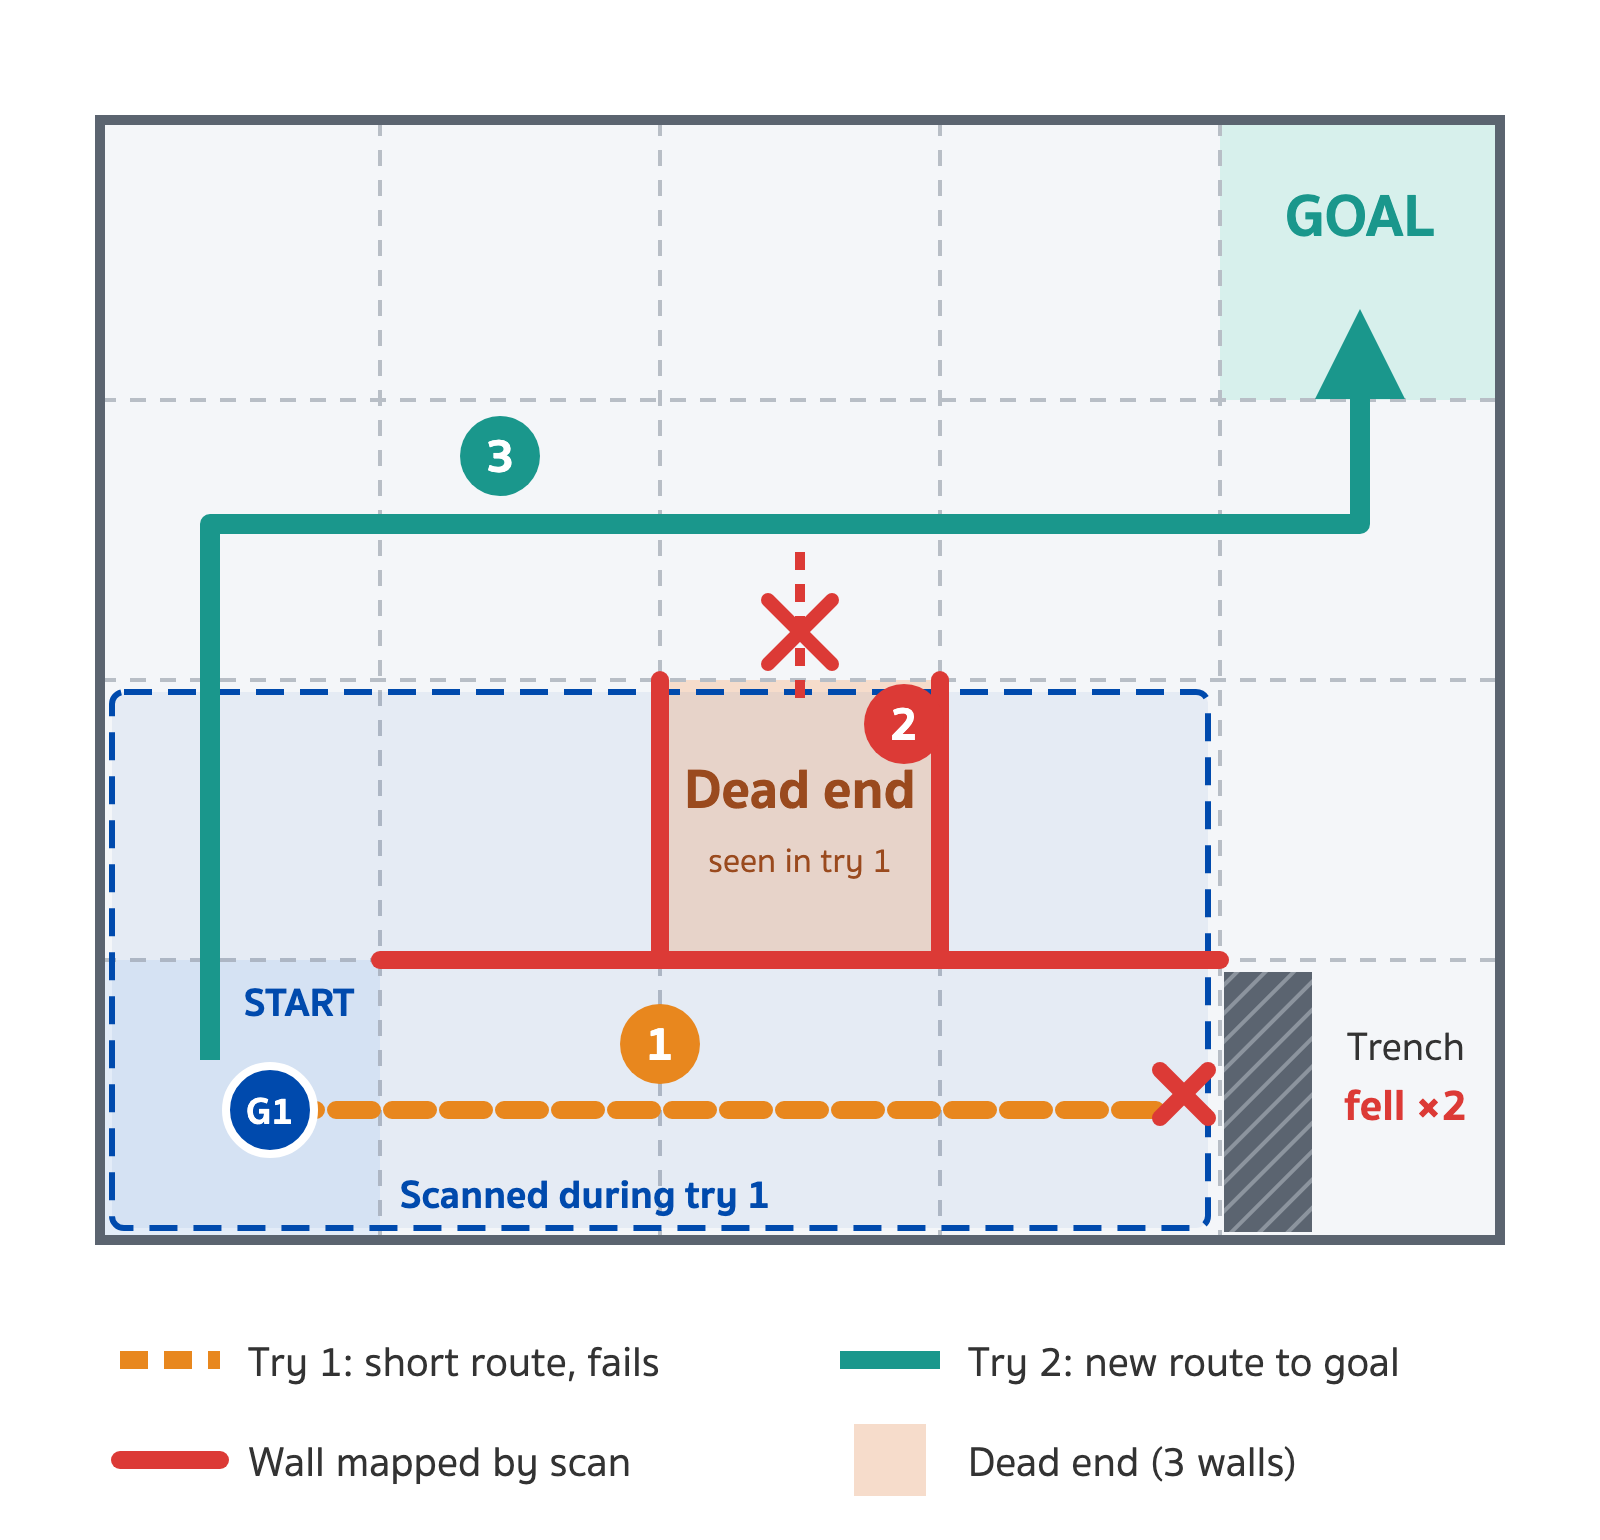 GOAL
3
2
Dead end
seen in try 1
START
1
Trench
G1
fell ×2
Scanned during try 1
Try 1: short route, fails
Try 2: new route to goal
Wall mapped by scan
Dead end (3 walls)